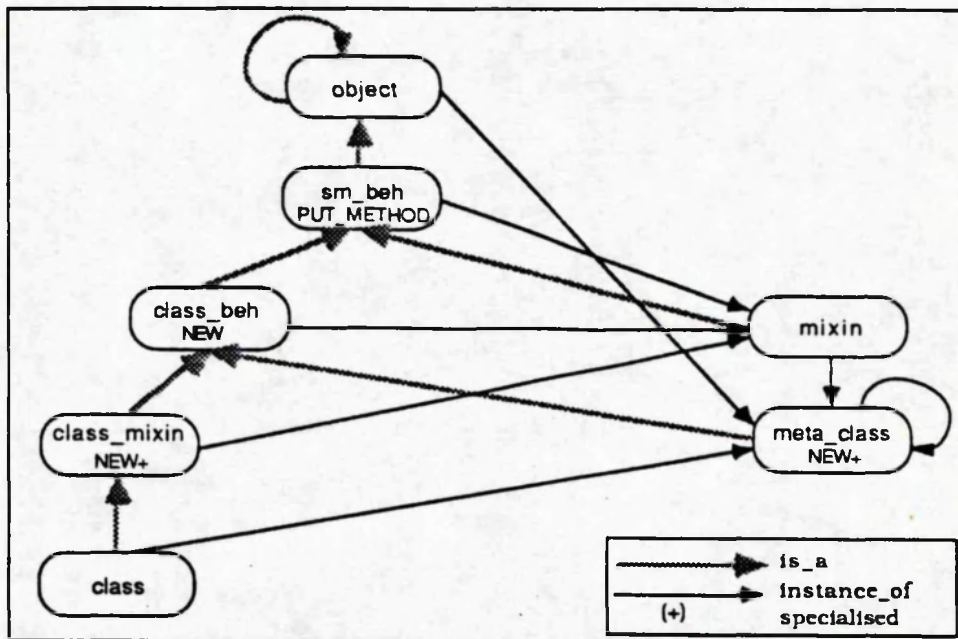 object
sm_beh
PUT_METHOD
class_beh
NEW
mixin
class_mixin
NEW+
meta_class
NEW+
class
is_a
instance_of
(+) specialised